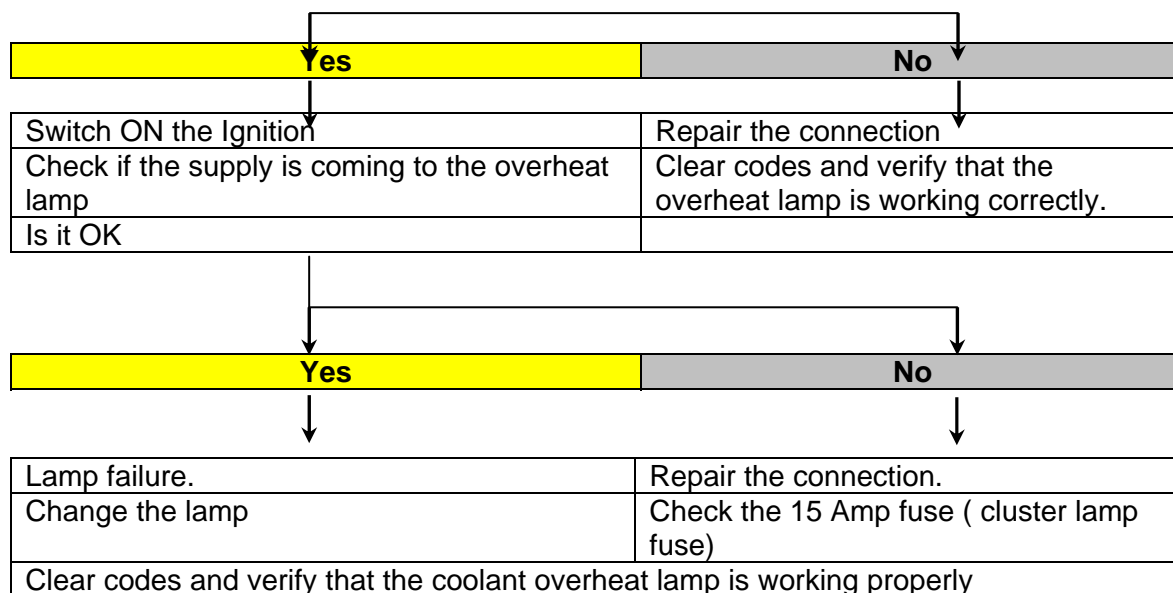 Yes
No
Switch ON the Ignition
Repair the connection
Check if the supply is coming to the overheat
lamp
Clear codes and verify that the
overheat lamp is working correctly.
Is it OK
Yes
No
Lamp failure.
Repair the connection.
Change the lamp
Check the 15 Amp fuse ( cluster lamp
fuse)
Clear codes and verify that the coolant overheat lamp is working properly